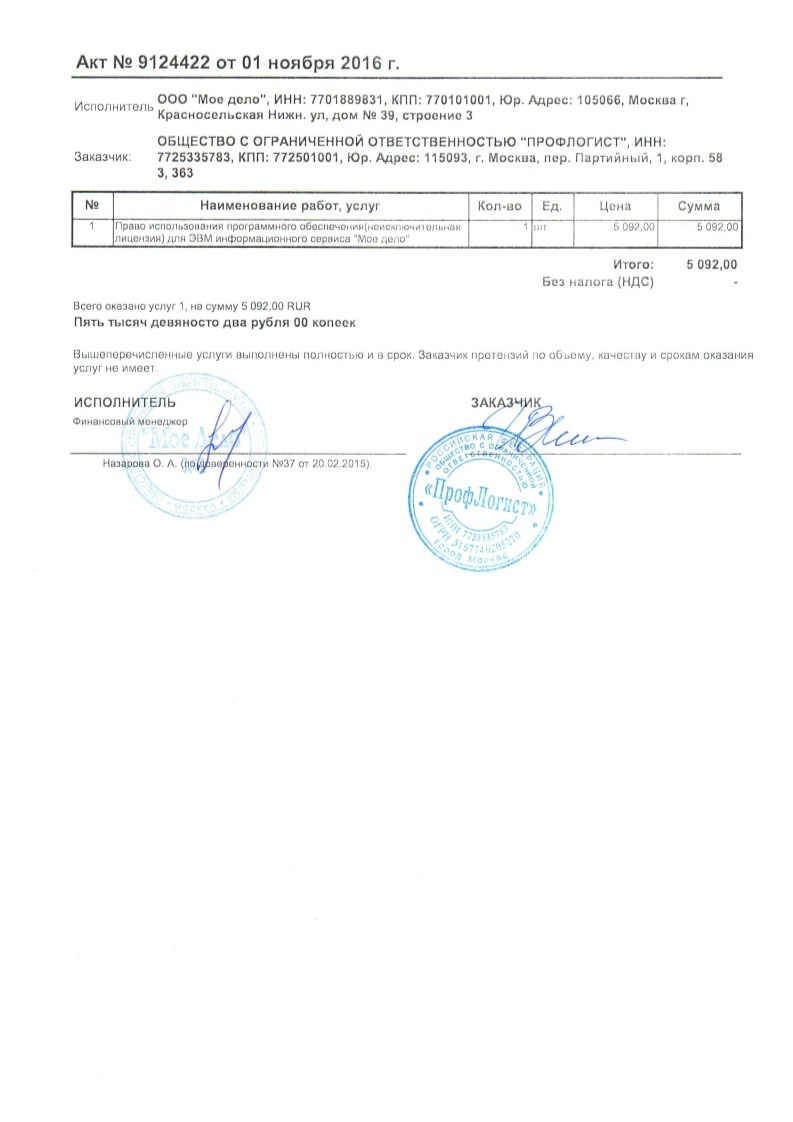 Акт № 9124422 от 01 ноября 2016 г.
Исполнитель ООО "Мое дело", ИНН: 7701889831, КПП: 770101001, Юр. Адрес: 105066, Москва г,
Красносельская Нижн. ул, дом № 39, строение 3
ОБЩЕСТВО С ОГРАНИЧЕННОЙ ОТВЕТСТВЕННОСТЬЮ "ПРОФЛОГИСТ", ИНН:
Заказчик: 7725335783, КПП: 772501001, Юр. Адрес: 115093, г. Москва, пер. Партийный, 1, корп. 58
3, 363
№ Наименование работ, услуг Кол-во Ед. Цена Сумма
1 Право использования программного обеспечения(неисключительная 1 шт 5 092,00 5 092,00
лицензия) для ЭВМ информационного сервиса "Мое дело"
Итого: 5 092,00
Без налога (НДС) -
Всего оказано услуг 1, на сумму 5 092,00 RUR
Пять тысяч девяносто два рубля 00 копеек
Вышеперечисленные услуги выполнены полностью и в срок. Заказчик претензий по объему, качеству и срокам оказания
услуг не имеет.
ИСПОЛНИТЕЛЬ ЗАКАЗЧИК
Финансовый менеджер
Назарова О. А. (по доверенности №37 от 20.02.2015)
"Мое Дело"
МОСКВА
РОССИЙСКАЯ ФЕДЕРАЦИЯ
ОБЩЕСТВО С ОГРАНИЧЕННОЙ
ОТВЕТСТВЕННОСТЬЮ
«ПрофЛогист»
ИНН 7725335783
ОГРН 5167746205270
город Москва